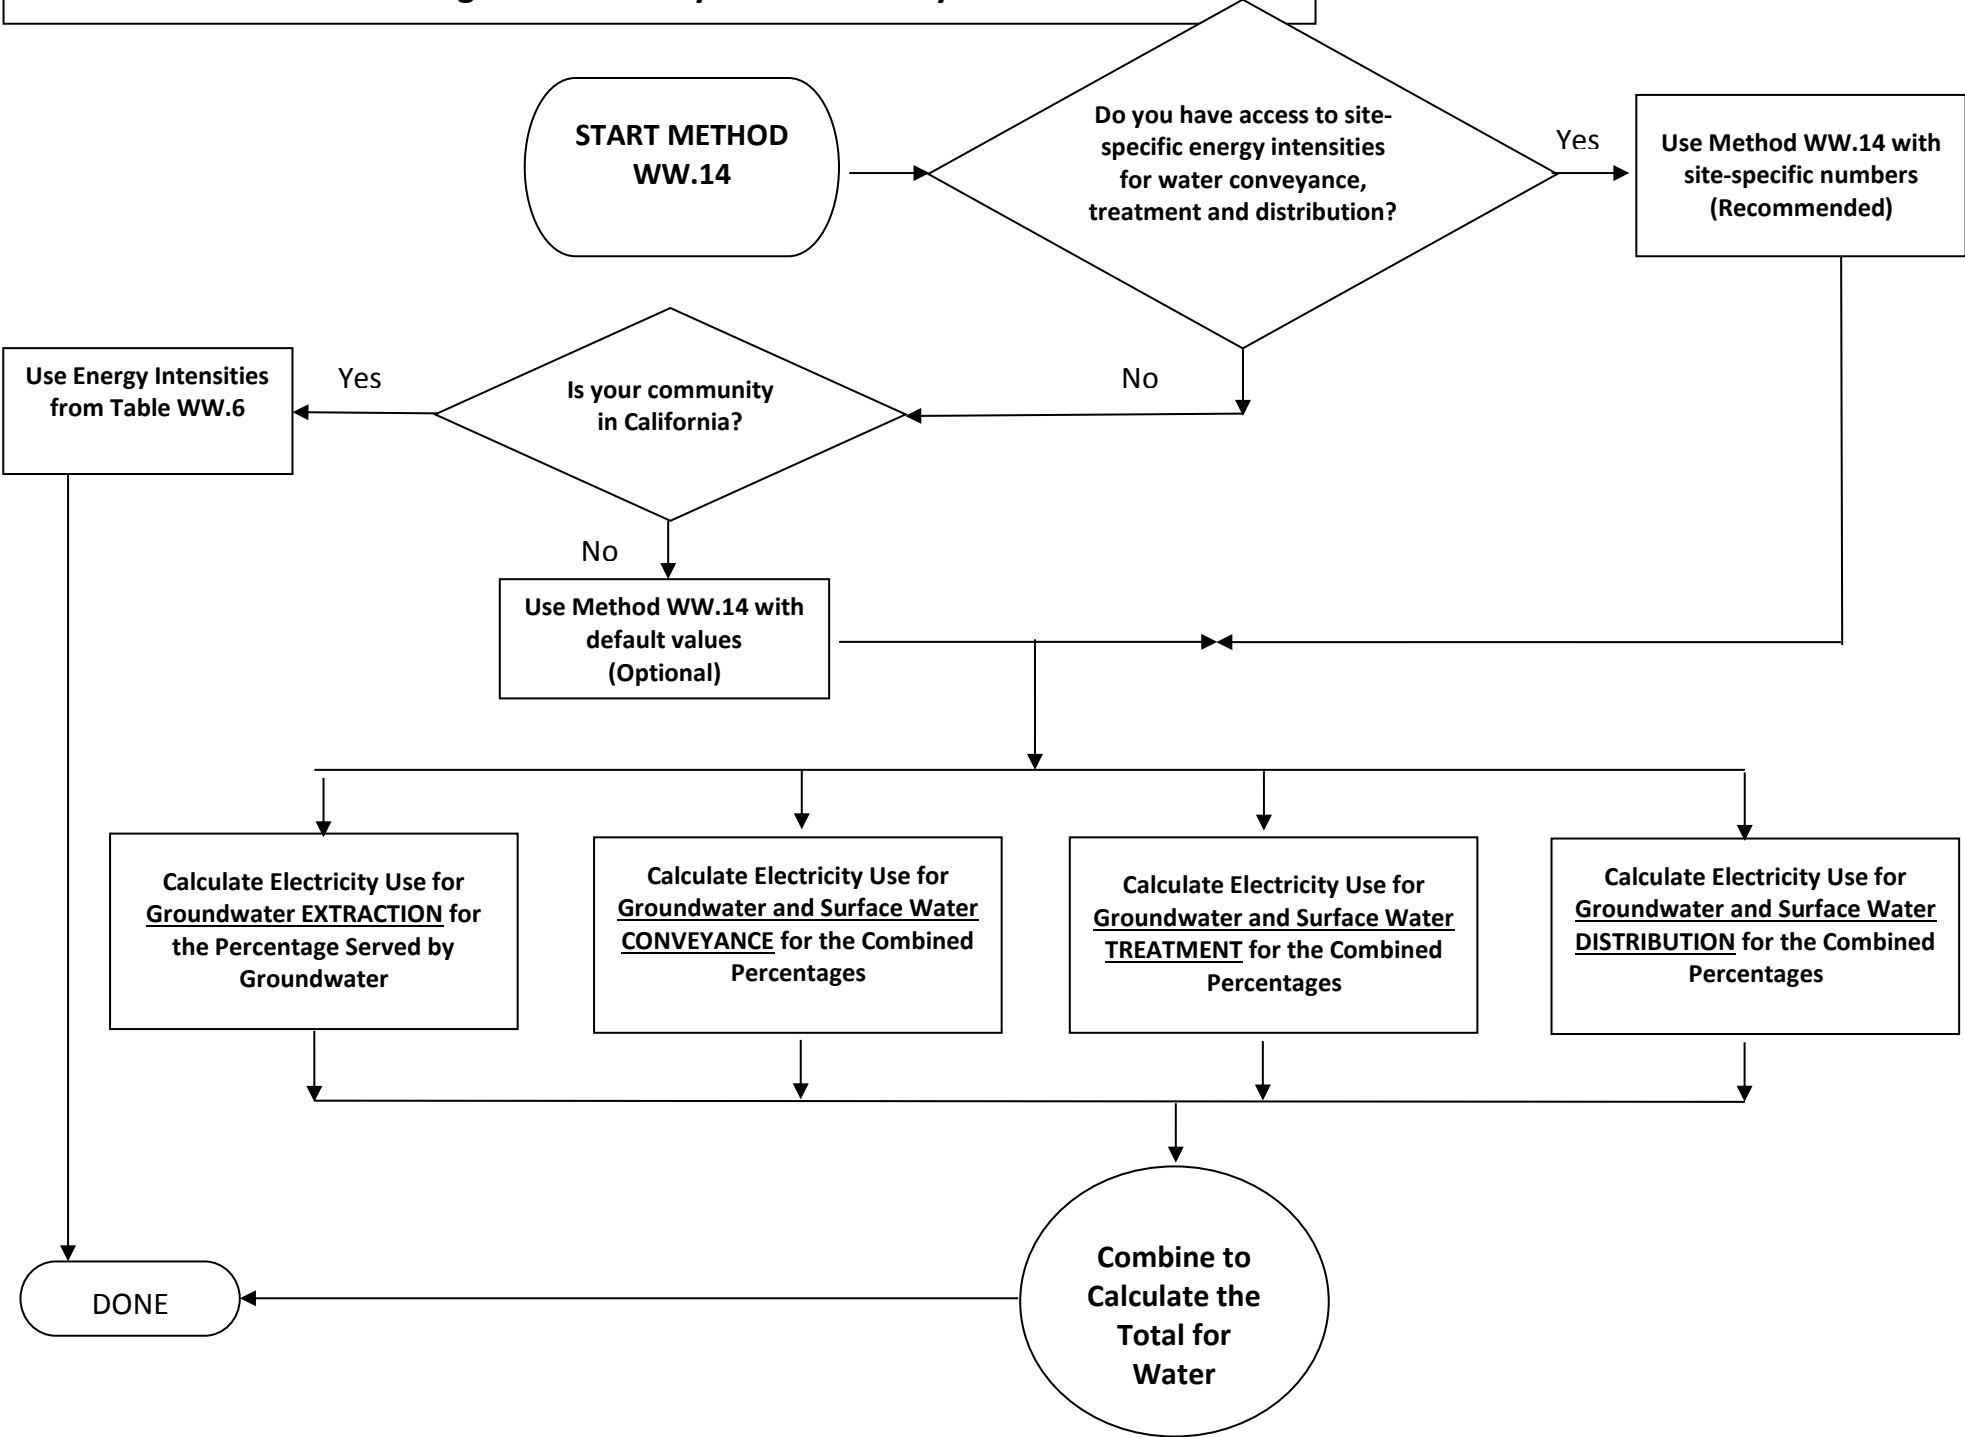 START METHOD
WW.14
Do you have access to site-
specific energy intensities
for water conveyance,
treatment and distribution?
Yes
Use Method WW.14 with
site-specific numbers
(Recommended)
No
Is your community
in California?
Yes
Use Energy Intensities
from Table WW.6
No
Use Method WW.14 with
default values
(Optional)
Calculate Electricity Use for
Groundwater EXTRACTION for
the Percentage Served by
Groundwater
Calculate Electricity Use for
Groundwater and Surface Water
CONVEYANCE for the Combined
Percentages
Calculate Electricity Use for
Groundwater and Surface Water
TREATMENT for the Combined
Percentages
Calculate Electricity Use for
Groundwater and Surface Water
DISTRIBUTION for the Combined
Percentages
Combine to
Calculate the
Total for
Water
DONE